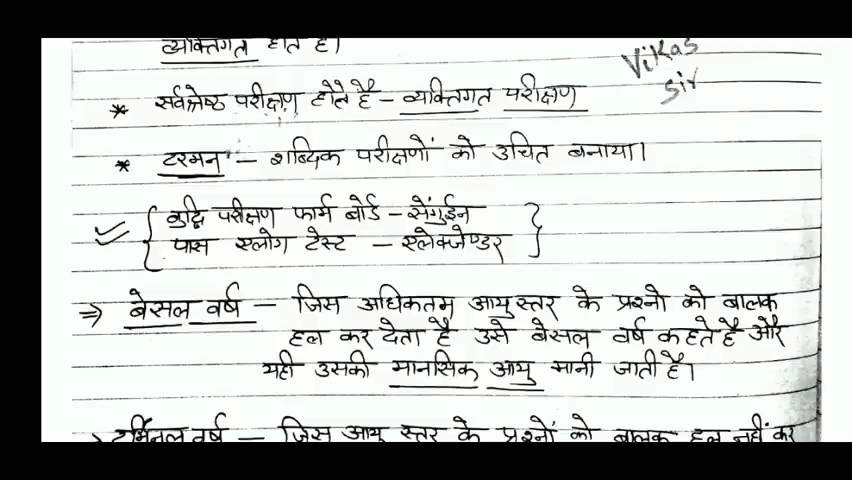 व्यक्तिगत होते है।
Vikas
Sir
* सर्वश्रेष्ठ परीक्षण होते है - व्यक्तिगत परीक्षण
* टरमन - शाब्दिक परीक्षणों को उचित बनाया।
बुद्धि परीक्षण फार्म बोर्ड - सेंगुईन
पास एलोग टेस्ट - एलेक्जेण्डर
⇒ बेसल वर्ष - जिस अधिकतम आयु स्तर के प्रश्नो को बालक
हल कर देता है उसे बेसल वर्ष कहते है और
यही उसकी मानसिक आयु मानी जाती है।
टर्मिनल वर्ष - जिस आयु स्तर के प्रश्नों को बालक हल नहीं कर